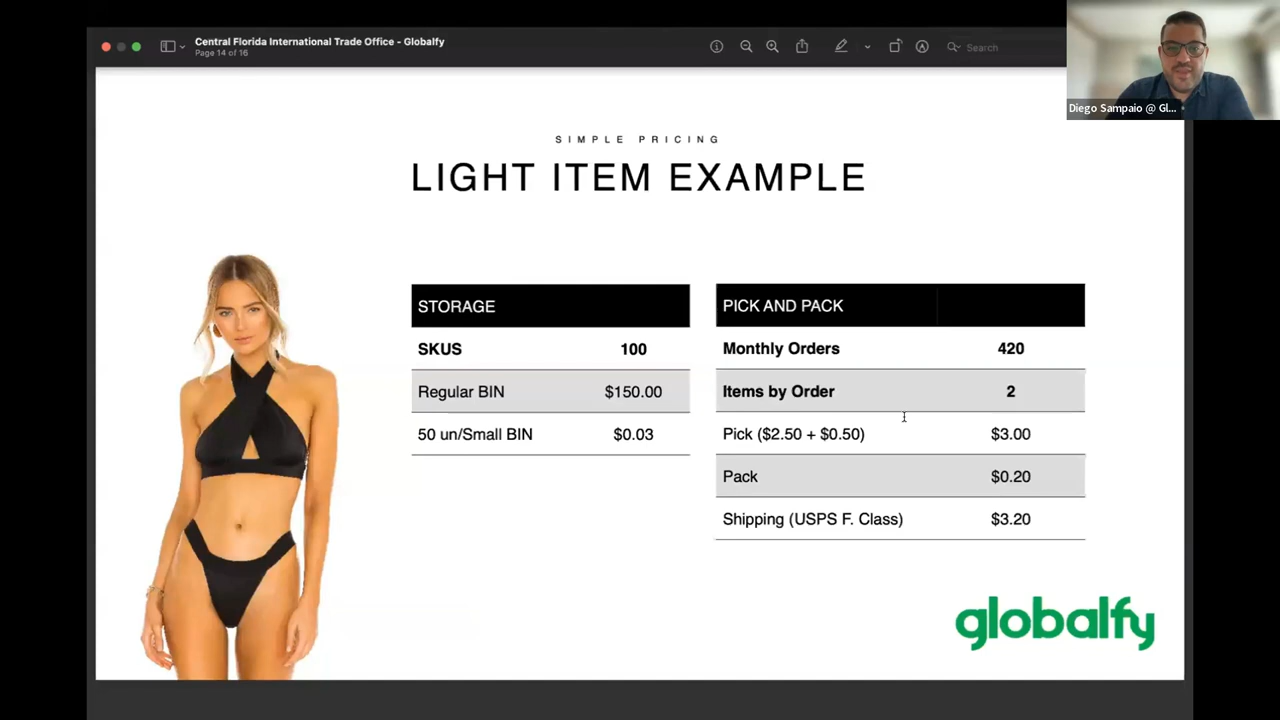 Central Florida International Trade Office - Globalfy
Page 14 of 16
Search
Diego Sampaio @ Gl...
SIMPLE PRICING
LIGHT ITEM EXAMPLE
STORAGE
SKUS 100
Regular BIN $150.00
50 un/Small BIN $0.03
PICK AND PACK
Monthly Orders 420
Items by Order 2
Pick ($2.50 + $0.50) $3.00
Pack $0.20
Shipping (USPS F. Class) $3.20
globalfy